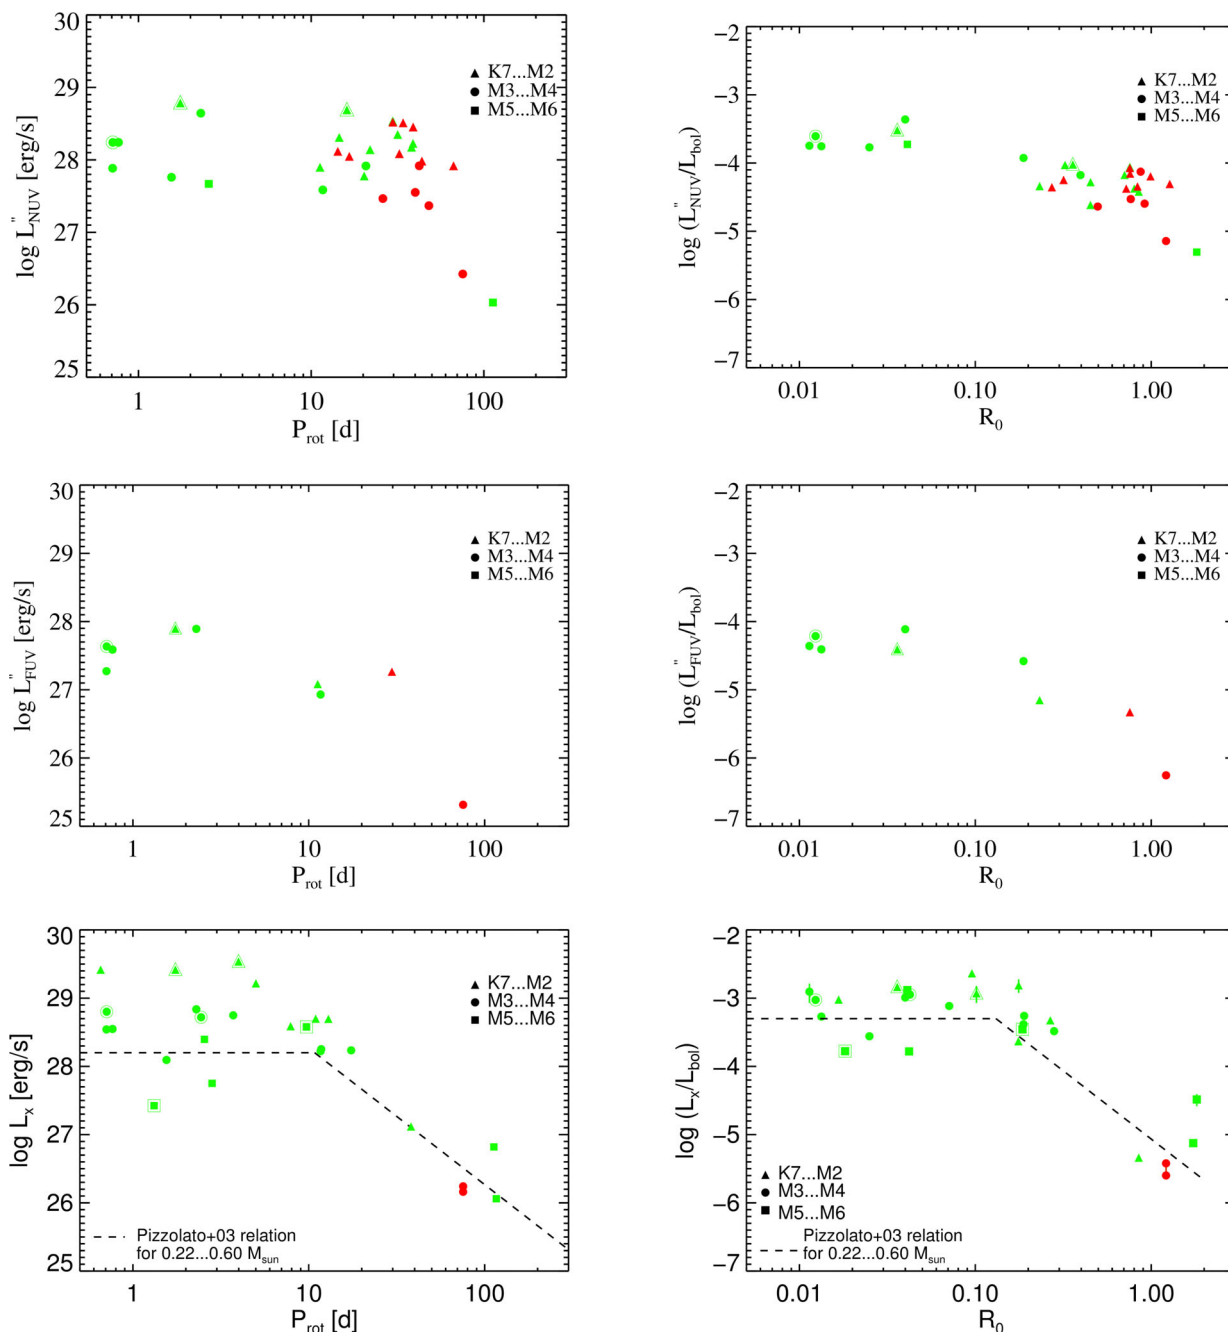 30
29
28
27
26
25
log L"NUV [erg/s]
▲ K7...M2
● M3...M4
■ M5...M6
1 10 100
Prot [d]
−2
−3
−4
−5
−6
−7
log (L"NUV/Lbol)
▲ K7...M2
● M3...M4
■ M5...M6
0.01 0.10 1.00
R0
30
29
28
27
26
25
log L"FUV [erg/s]
▲ K7...M2
● M3...M4
■ M5...M6
1 10 100
Prot [d]
−2
−3
−4
−5
−6
−7
log (L"FUV/Lbol)
▲ K7...M2
● M3...M4
■ M5...M6
0.01 0.10 1.00
R0
30
29
28
27
26
25
log Lx [erg/s]
▲ K7...M2
● M3...M4
■ M5...M6
Pizzolato+03 relation
for 0.22...0.60 Msun
1 10 100
Prot [d]
−2
−3
−4
−5
−6
−7
log (Lx/Lbol)
▲ K7...M2
● M3...M4
■ M5...M6
Pizzolato+03 relation
for 0.22...0.60 Msun
0.01 0.10 1.00
R0